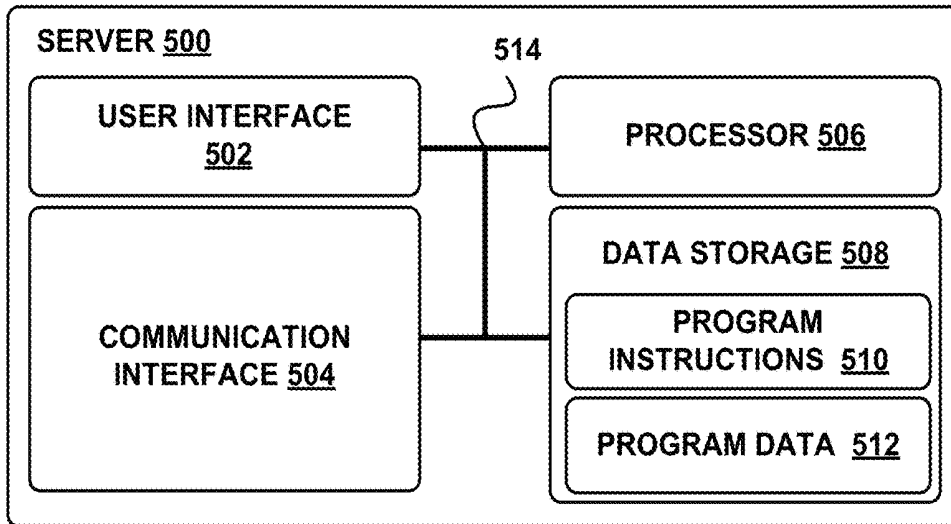 SERVER 500
514
USER INTERFACE
502
PROCESSOR 506
COMMUNICATION
INTERFACE 504
DATA STORAGE 508
PROGRAM
INSTRUCTIONS 510
PROGRAM DATA 512